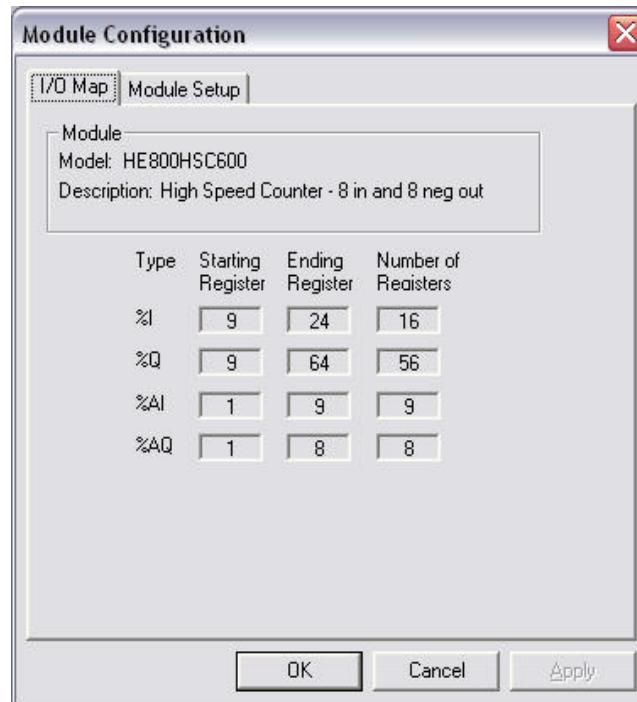 Module Configuration
I/O Map Module Setup
Module
Model: HE800HSC600
Description: High Speed Counter - 8 in and 8 neg out
Type Starting Register Ending Register Number of Registers
%I 9 24 16
%Q 9 64 56
%AI 1 9 9
%AQ 1 8 8
OK Cancel Apply